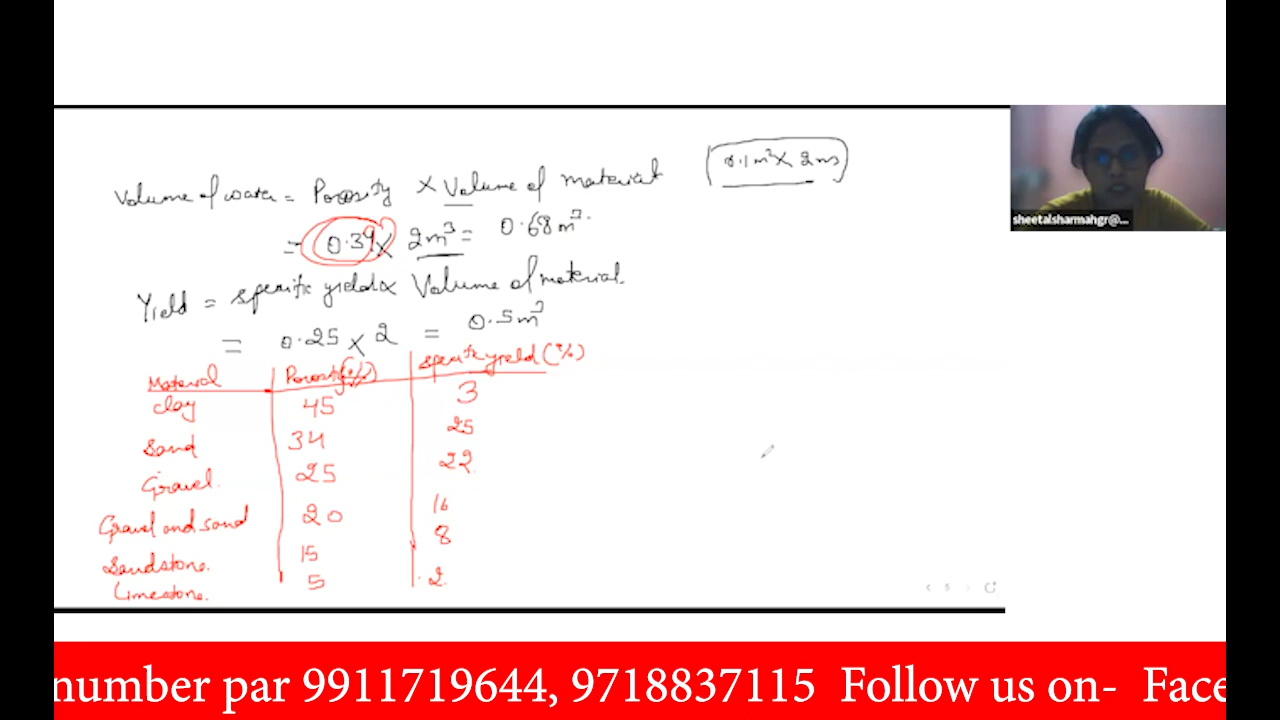 Volume of water = Porosity × Volume of material
0.1m² × 2m
= 0.34 × 2m³ = 0.68m³.
sheetalsharmahgr@...
Yield = specific yield × Volume of material.
= 0.25 × 2 = 0.5m³
Material Porosity(%) specific yield (%)
clay 45 3
Sand 34 25
Gravel. 25 22
Gravel and sand 20 16
Sandstone. 15 8
Limestone. 5 2
number par 9911719644, 9718837115 Follow us on- Face